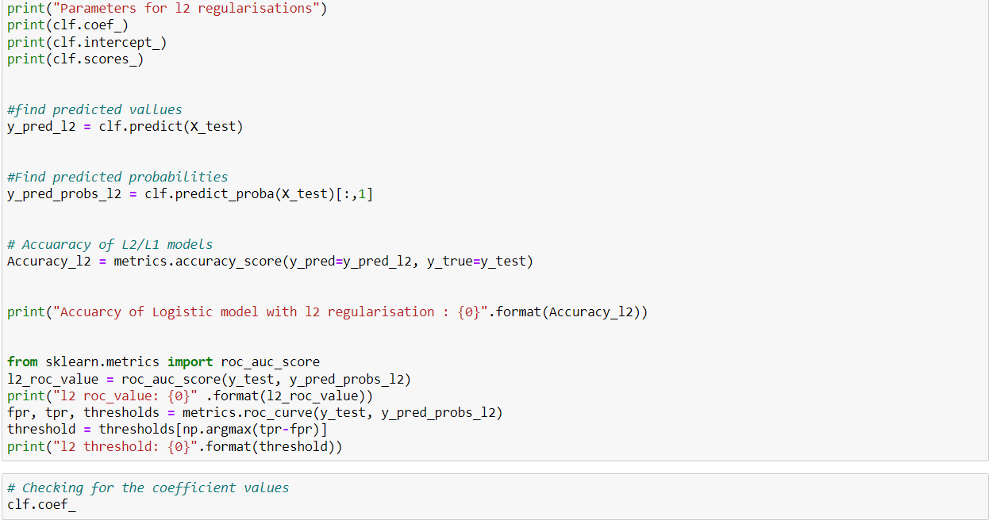 print("Parameters for l2 regularisations")
print(clf.coef_)
print(clf.intercept_)
print(clf.scores_)
#find predicted vallues
y_pred_l2 = clf.predict(X_test)
#Find predicted probabilities
y_pred_probs_l2 = clf.predict_proba(X_test)[:,1]
# Accuaracy of L2/L1 models
Accuracy_l2 = metrics.accuracy_score(y_pred=y_pred_l2, y_true=y_test)
print("Accuarcy of Logistic model with l2 regularisation : {0}".format(Accuracy_l2))
from sklearn.metrics import roc_auc_score
l2_roc_value = roc_auc_score(y_test, y_pred_probs_l2)
print("l2 roc_value: {0}" .format(l2_roc_value))
fpr, tpr, thresholds = metrics.roc_curve(y_test, y_pred_probs_l2)
threshold = thresholds[np.argmax(tpr-fpr)]
print("l2 threshold: {0}".format(threshold))
# Checking for the coefficient values
clf.coef_